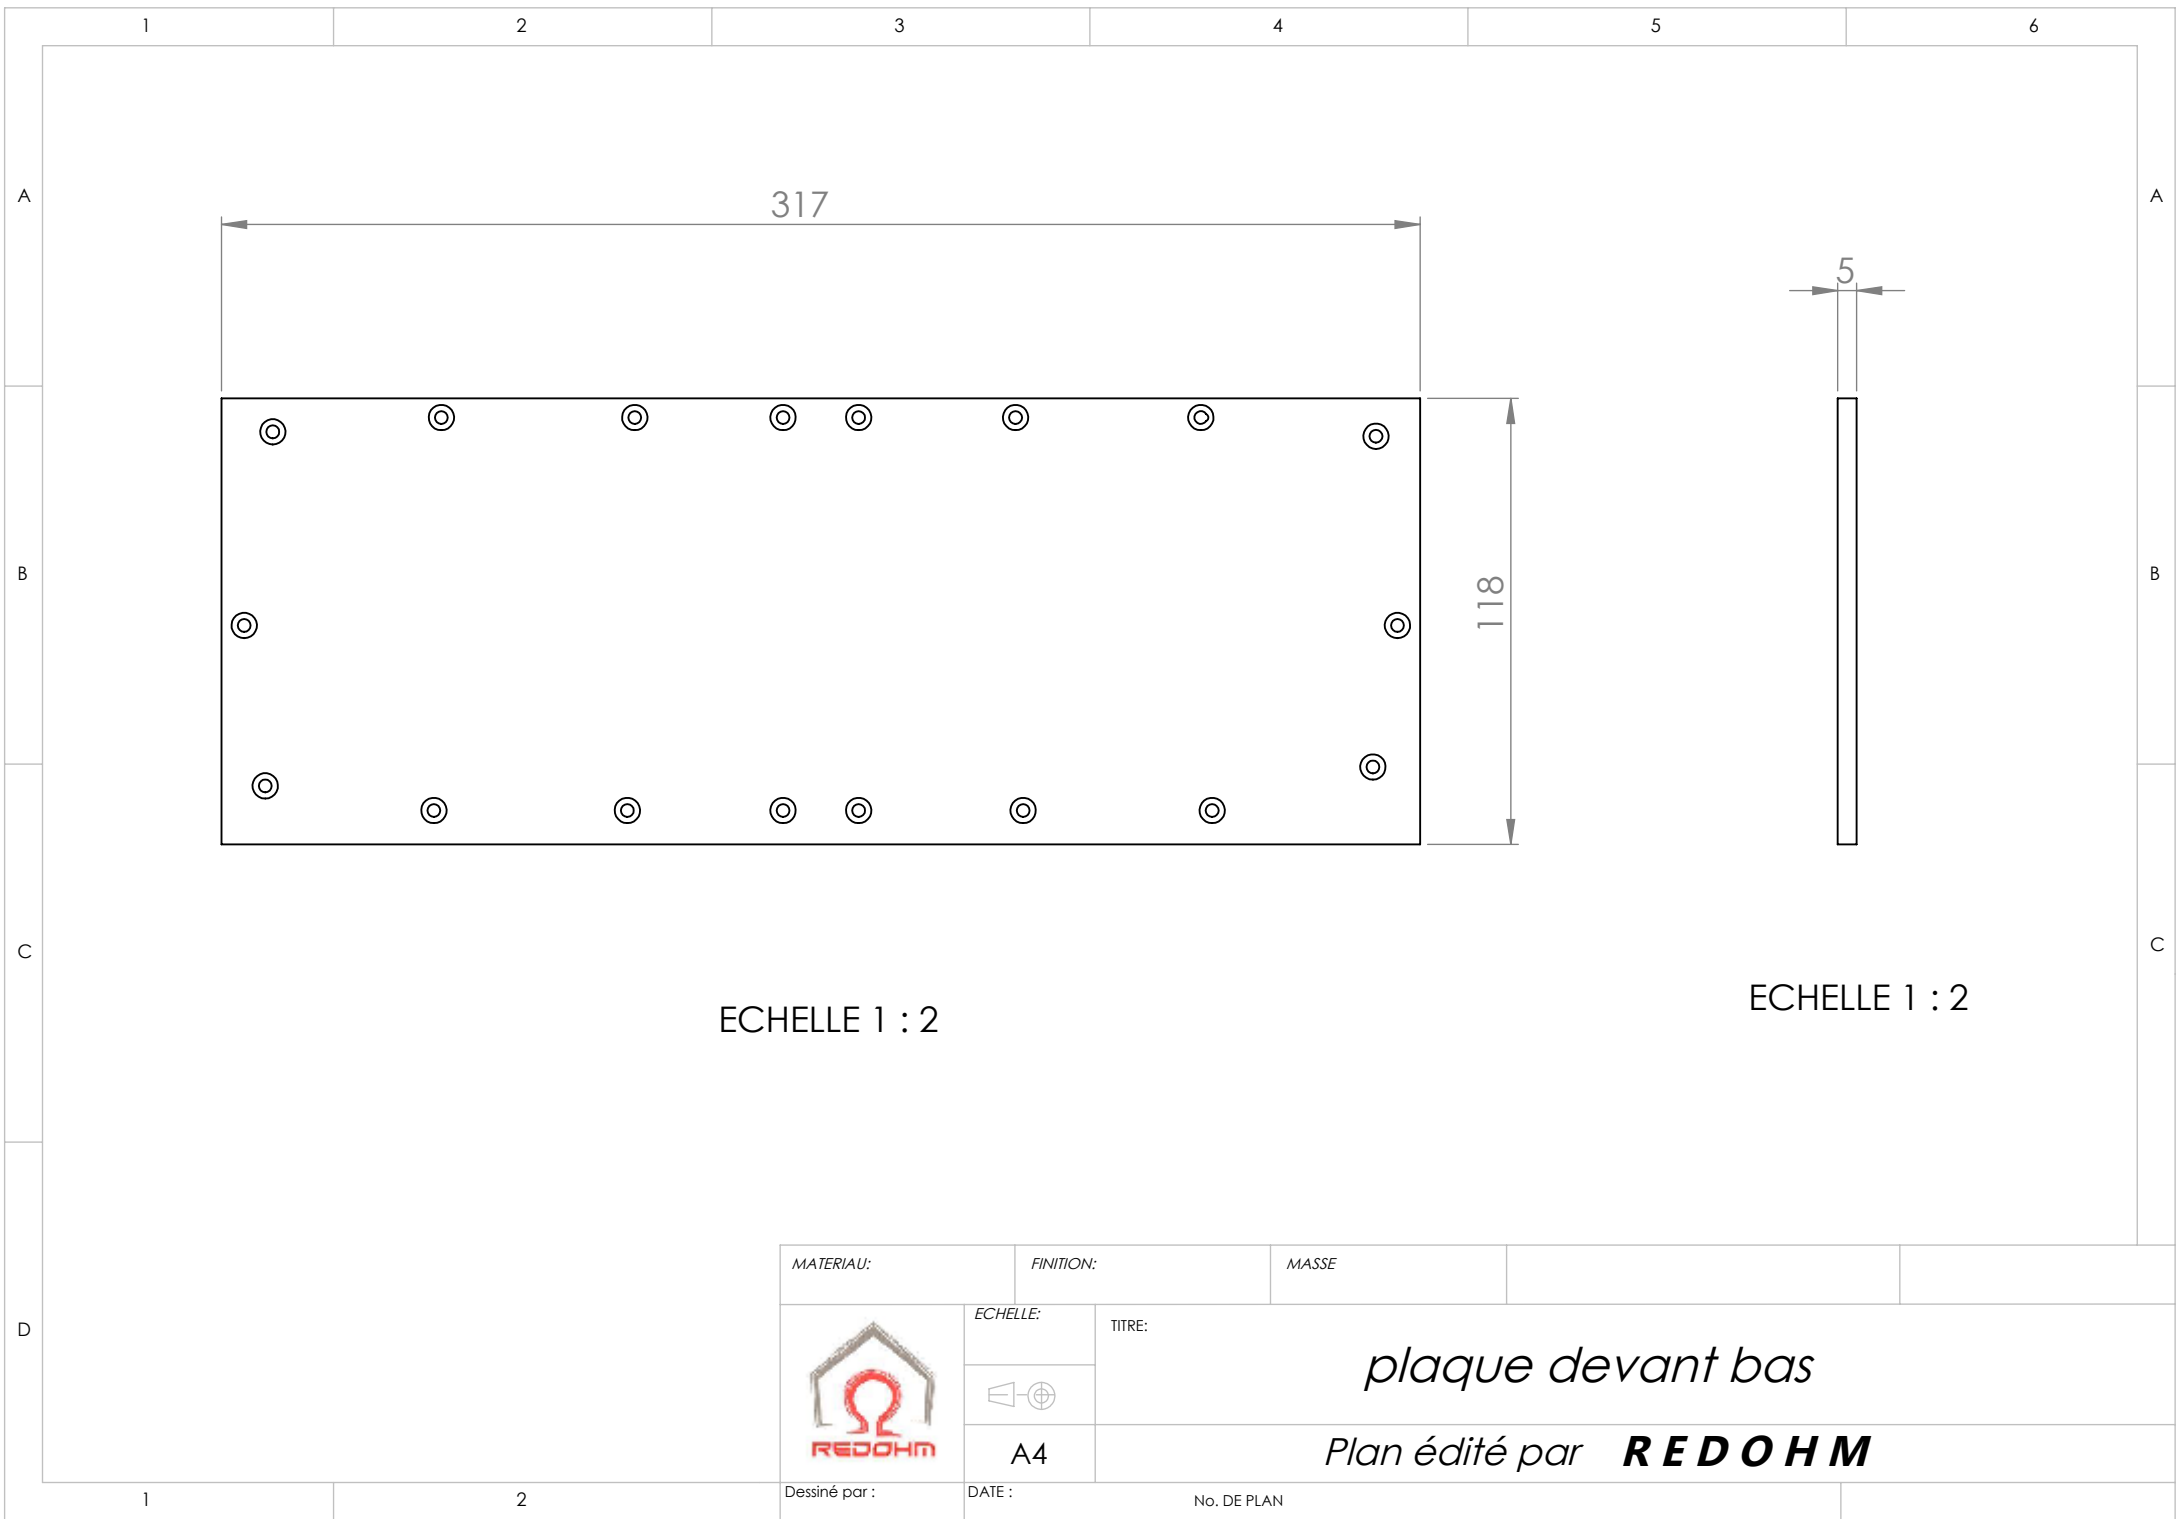 1 2 3 4 5 6
A A
317
5
B B
118
C C
ECHELLE 1 : 2
ECHELLE 1 : 2
MATERIAU: FINITION: MASSE
D
ECHELLE:
TITRE:
plaque devant bas
REDOHM
A4
Plan édité par REDOHM
Dessiné par : DATE : No. DE PLAN
1 2